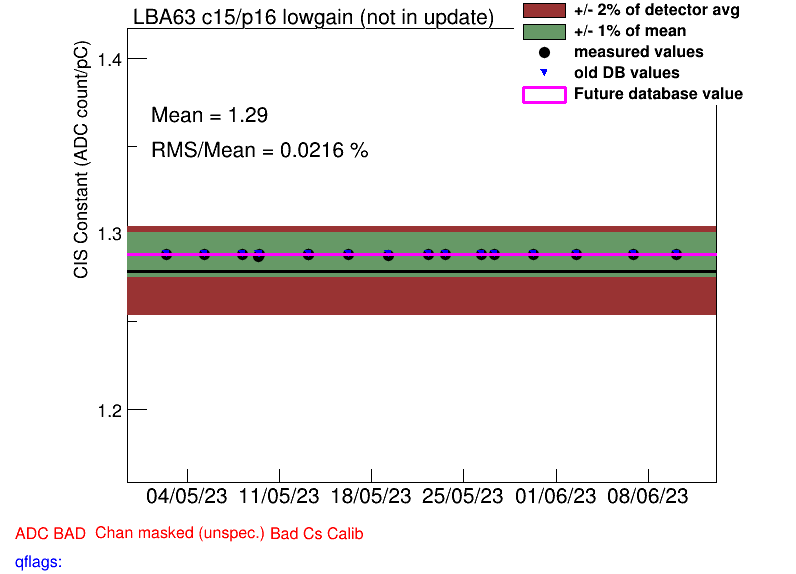 LBA63 c15/p16 lowgain (not in update)
+/- 2% of detector avg
+/- 1% of mean
measured values
old DB values
Future database value
Mean = 1.29
RMS/Mean = 0.0216 %
CIS Constant (ADC count/pC)
1.4
1.3
1.2
04/05/23 11/05/23 18/05/23 25/05/23 01/06/23 08/06/23
ADC BAD Chan masked (unspec.) Bad Cs Calib
qflags: